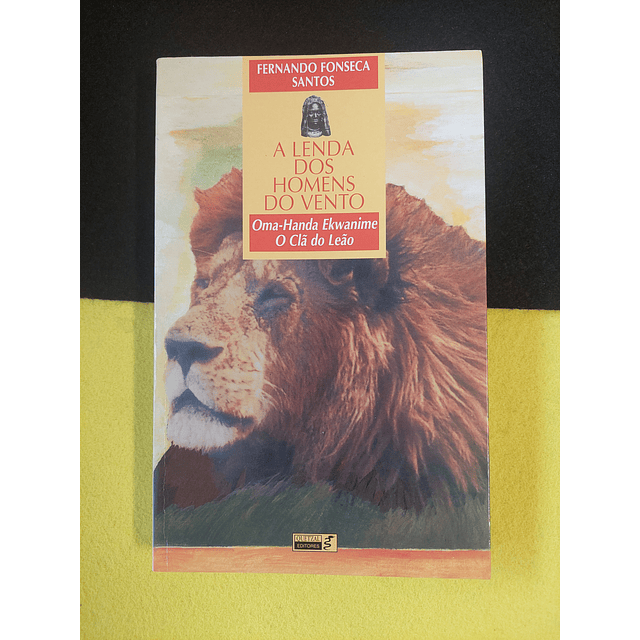 FERNANDO FONSECA
SANTOS
A LENDA
DOS
HOMENS
DO VENTO
Oma-Handa Ekwanime
O Clã do Leão
QUETZAL
EDITORES